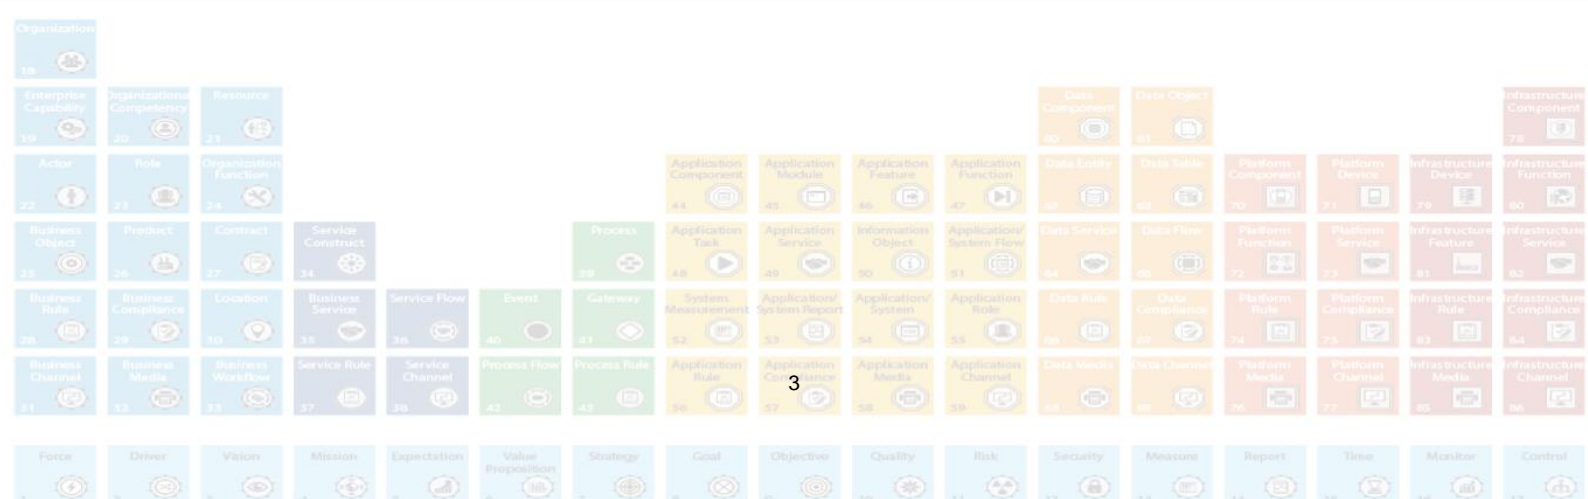 Organization
18
Enterprise Capability
19
Organizational Competency
20
Resource
21
Data Component
60
Data Object
61
Infrastructure Component
78
Actor
22
Role
23
Organization Function
24
Application Component
44
Application Module
45
Application Feature
46
Application Function
47
Data Entity
62
Data Table
63
Platform Component
70
Platform Device
71
Infrastructure Device
79
Infrastructure Function
80
Business Object
25
Product
26
Contract
27
Service Construct
34
Process
39
Application Task
48
Application Service
49
Information Object
50
Application/ System Flow
51
Data Service
64
Data Flow
65
Platform Function
72
Platform Service
73
Infrastructure Feature
81
Infrastructure Service
82
Business Rule
28
Business Compliance
29
Location
30
Business Service
35
Service Flow
36
Event
40
Gateway
41
System Measurement
52
Application/ System Report
53
Application/ System
54
Application Role
55
Data Rule
66
Data Compliance
67
Platform Rule
74
Platform Compliance
75
Infrastructure Rule
83
Infrastructure Compliance
84
Business Channel
31
Business Media
32
Business Workflow
33
Service Rule
37
Service Channel
38
Process Flow
42
Process Rule
43
Application Rule
56
Application Compliance
57
3
Application Media
58
Application Channel
59
Data Media
68
Data Channel
69
Platform Media
76
Platform Channel
77
Infrastructure Media
85
Infrastructure Channel
86
Force
Driver
Vision
Mission
Expectation
Value Proposition
Strategy
Goal
Objective
Quality
Risk
Security
Measure
Report
Time
Monitor
Control